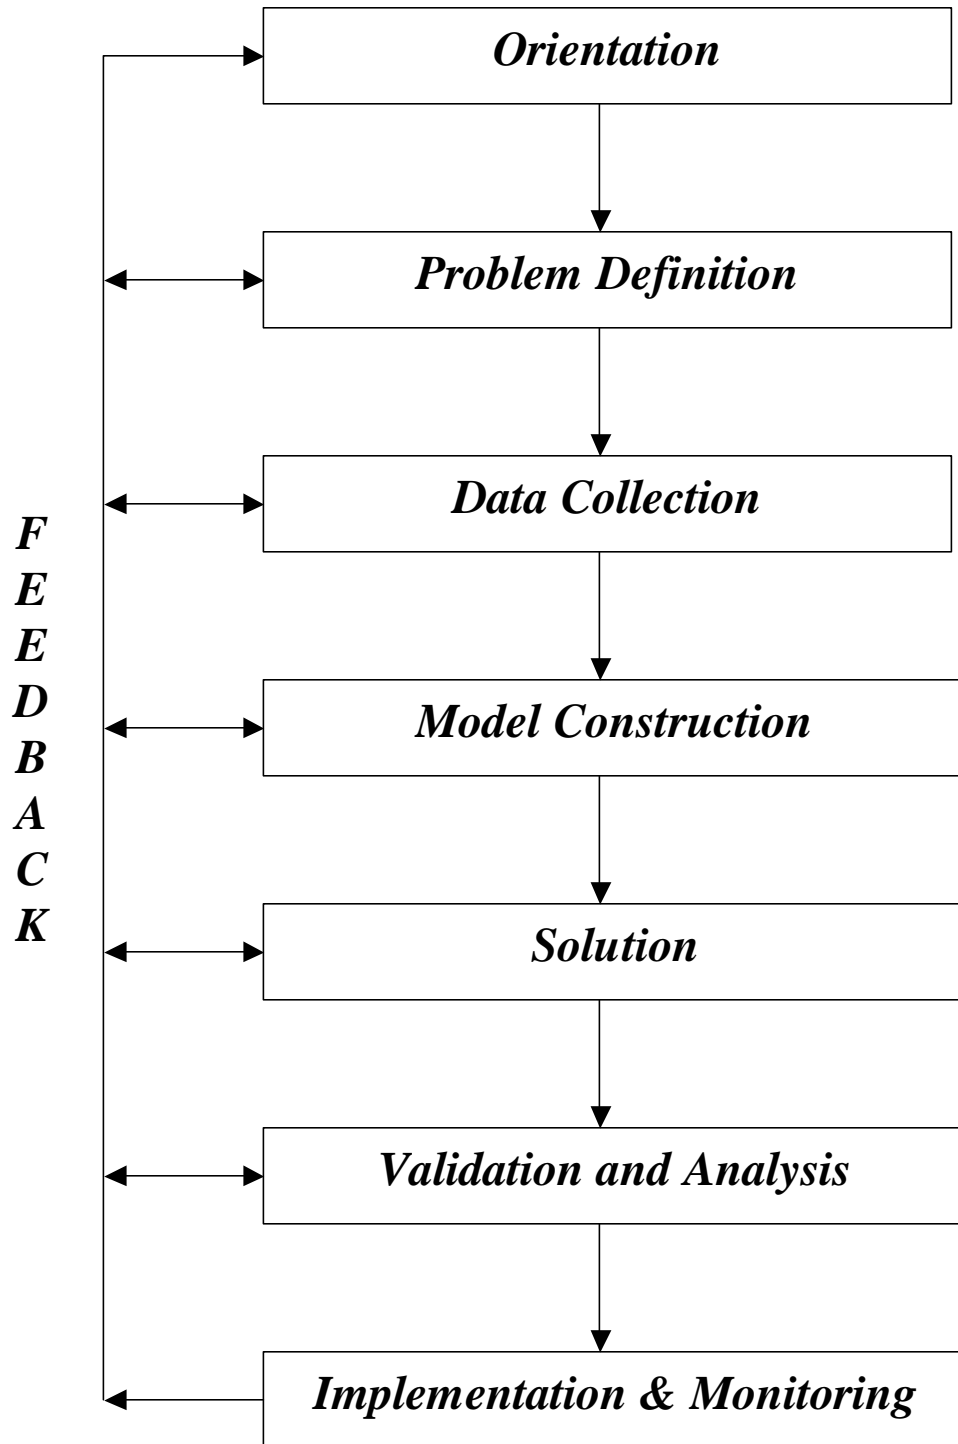 Orientation
Problem Definition
Data Collection
F
E
E
D
B
A
C
K
Model Construction
Solution
Validation and Analysis
Implementation & Monitoring